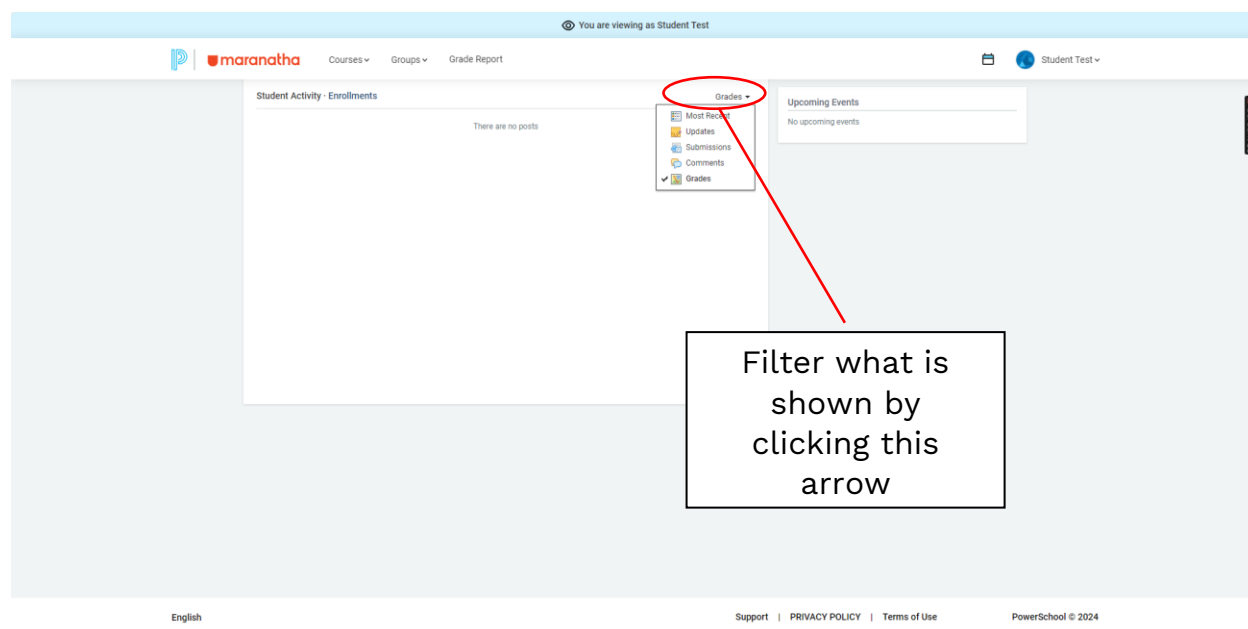 You are viewing as Student Test
maranatha Courses Groups Grade Report Student Test
Student Activity · Enrollments
Grades
There are no posts
Most Recent
Updates
Submissions
Comments
Grades
Upcoming Events
No upcoming events
Filter what is
shown by
clicking this
arrow
English Support | PRIVACY POLICY | Terms of Use PowerSchool © 2024